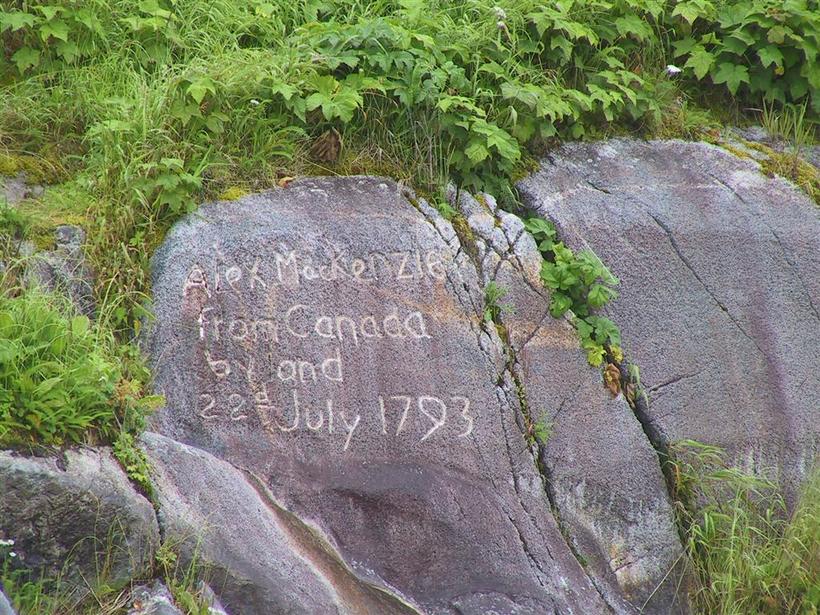 Alex Mackenzie
from Canada
by land
22d July 1793